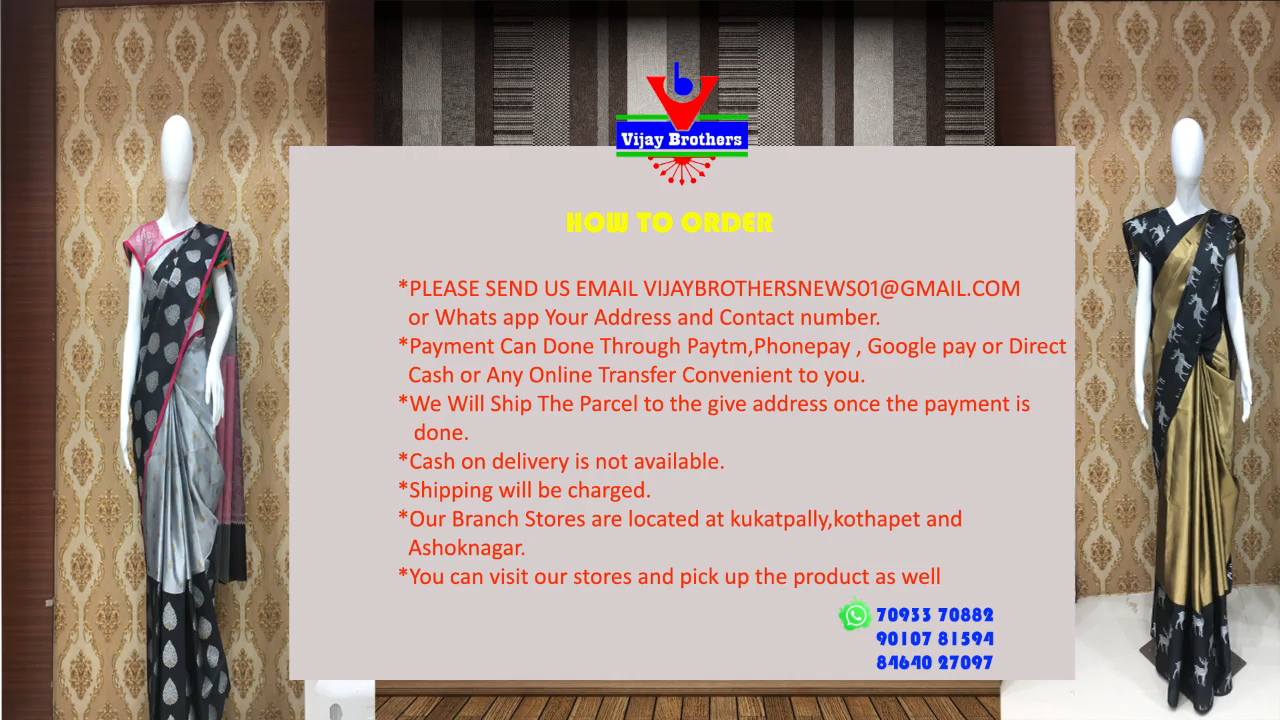 Vijay Brothers
HOW TO ORDER
*PLEASE SEND US EMAIL VIJAYBROTHERSNEWS01@GMAIL.COM
or Whats app Your Address and Contact number.
*Payment Can Done Through Paytm,Phonepay , Google pay or Direct
Cash or Any Online Transfer Convenient to you.
*We Will Ship The Parcel to the give address once the payment is
done.
*Cash on delivery is not available.
*Shipping will be charged.
*Our Branch Stores are located at kukatpally,kothapet and
Ashoknagar.
*You can visit our stores and pick up the product as well
70933 70882
90107 81594
84640 27097